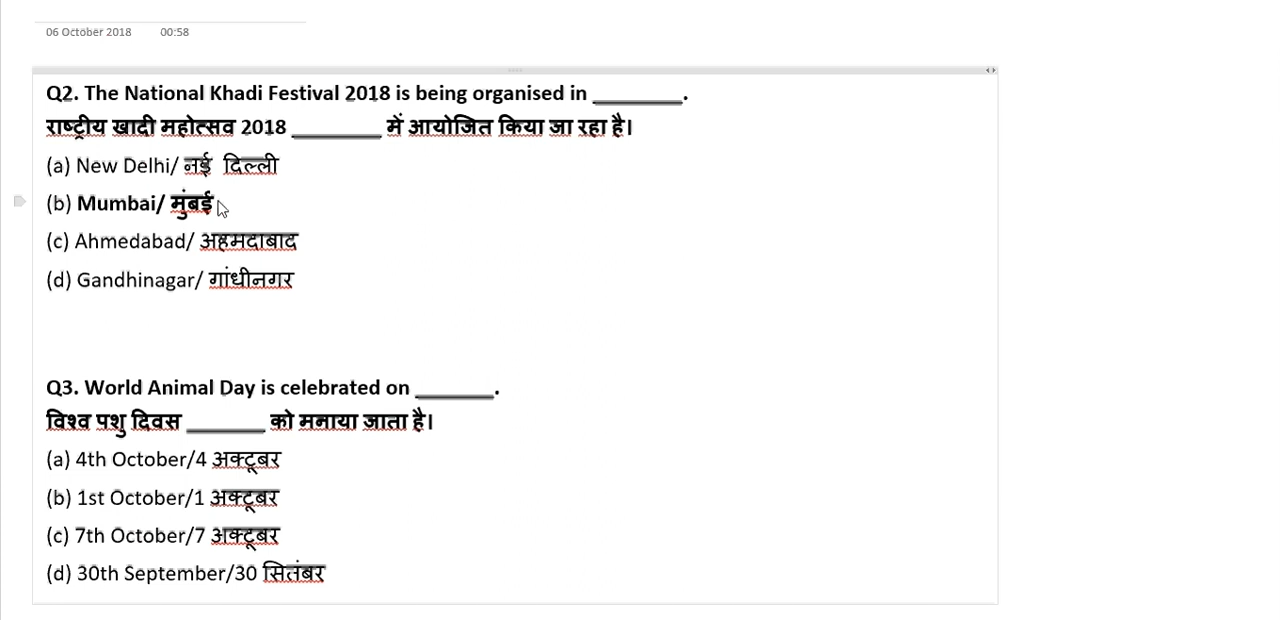 06 October 2018 00:58
Q2. The National Khadi Festival 2018 is being organised in ________.
राष्ट्रीय खादी महोत्सव 2018 ________ में आयोजित किया जा रहा है।
(a) New Delhi/ नई दिल्ली
(b) Mumbai/ मुंबई
(c) Ahmedabad/ अहमदाबाद
(d) Gandhinagar/ गांधीनगर
Q3. World Animal Day is celebrated on _______.
विश्व पशु दिवस _______ को मनाया जाता है।
(a) 4th October/4 अक्टूबर
(b) 1st October/1 अक्टूबर
(c) 7th October/7 अक्टूबर
(d) 30th September/30 सितंबर